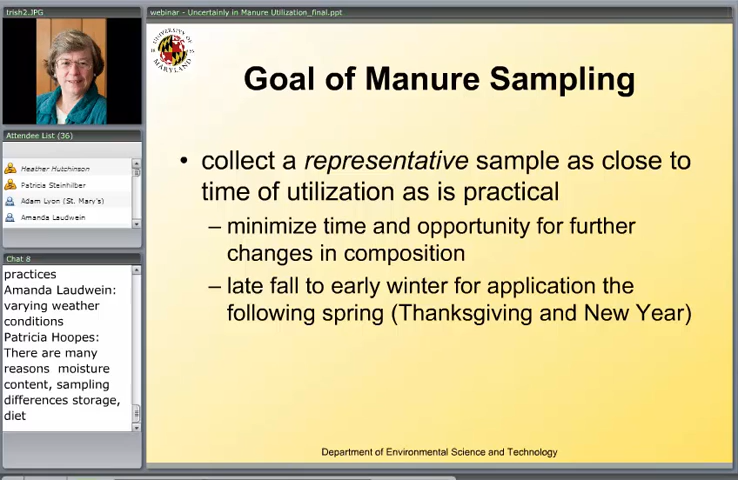 trish2.JPG
webinar - Uncertainly in Manure Utilization_final.ppt
UNIVERSITY OF
MARYLAND
Goal of Manure Sampling
Attendee List (36)
Heather Hutchinson
Patricia Steinhilber
Adam Lyon (St. Mary's)
Amanda Laudwein
• collect a representative sample as close to
time of utilization as is practical
– minimize time and opportunity for further
changes in composition
– late fall to early winter for application the
following spring (Thanksgiving and New Year)
Chat 8
practices
Amanda Laudwein:
varying weather
conditions
Patricia Hoopes:
There are many
reasons  moisture
content, sampling
differences storage,
diet
Department of Environmental Science and Technology